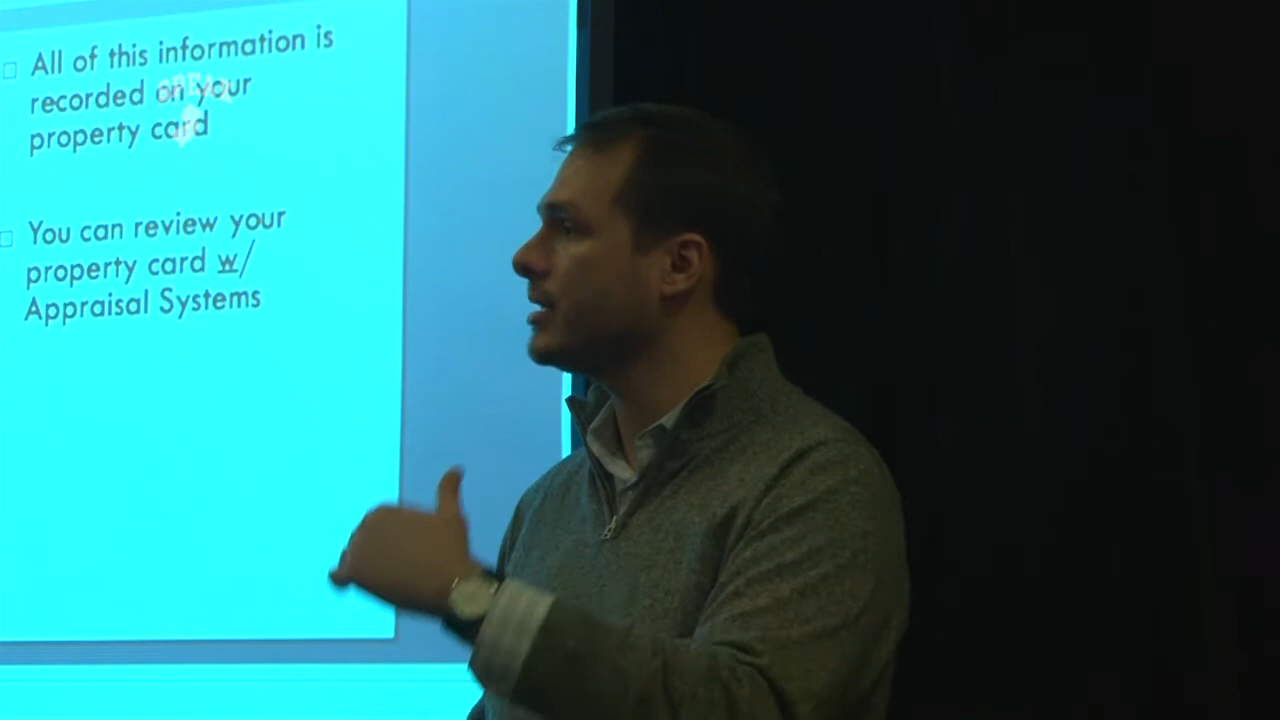 All of this information is
recorded on your
property card
You can review your
property card w/
Appraisal Systems